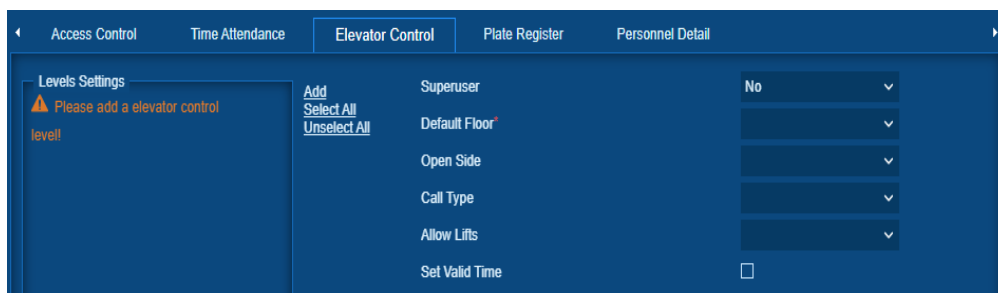 Access Control Time Attendance Elevator Control Plate Register Personnel Detail
Levels Settings
Please add a elevator control
level!
Add
Select All
Unselect All
Superuser No
Default Floor*
Open Side
Call Type
Allow Lifts
Set Valid Time